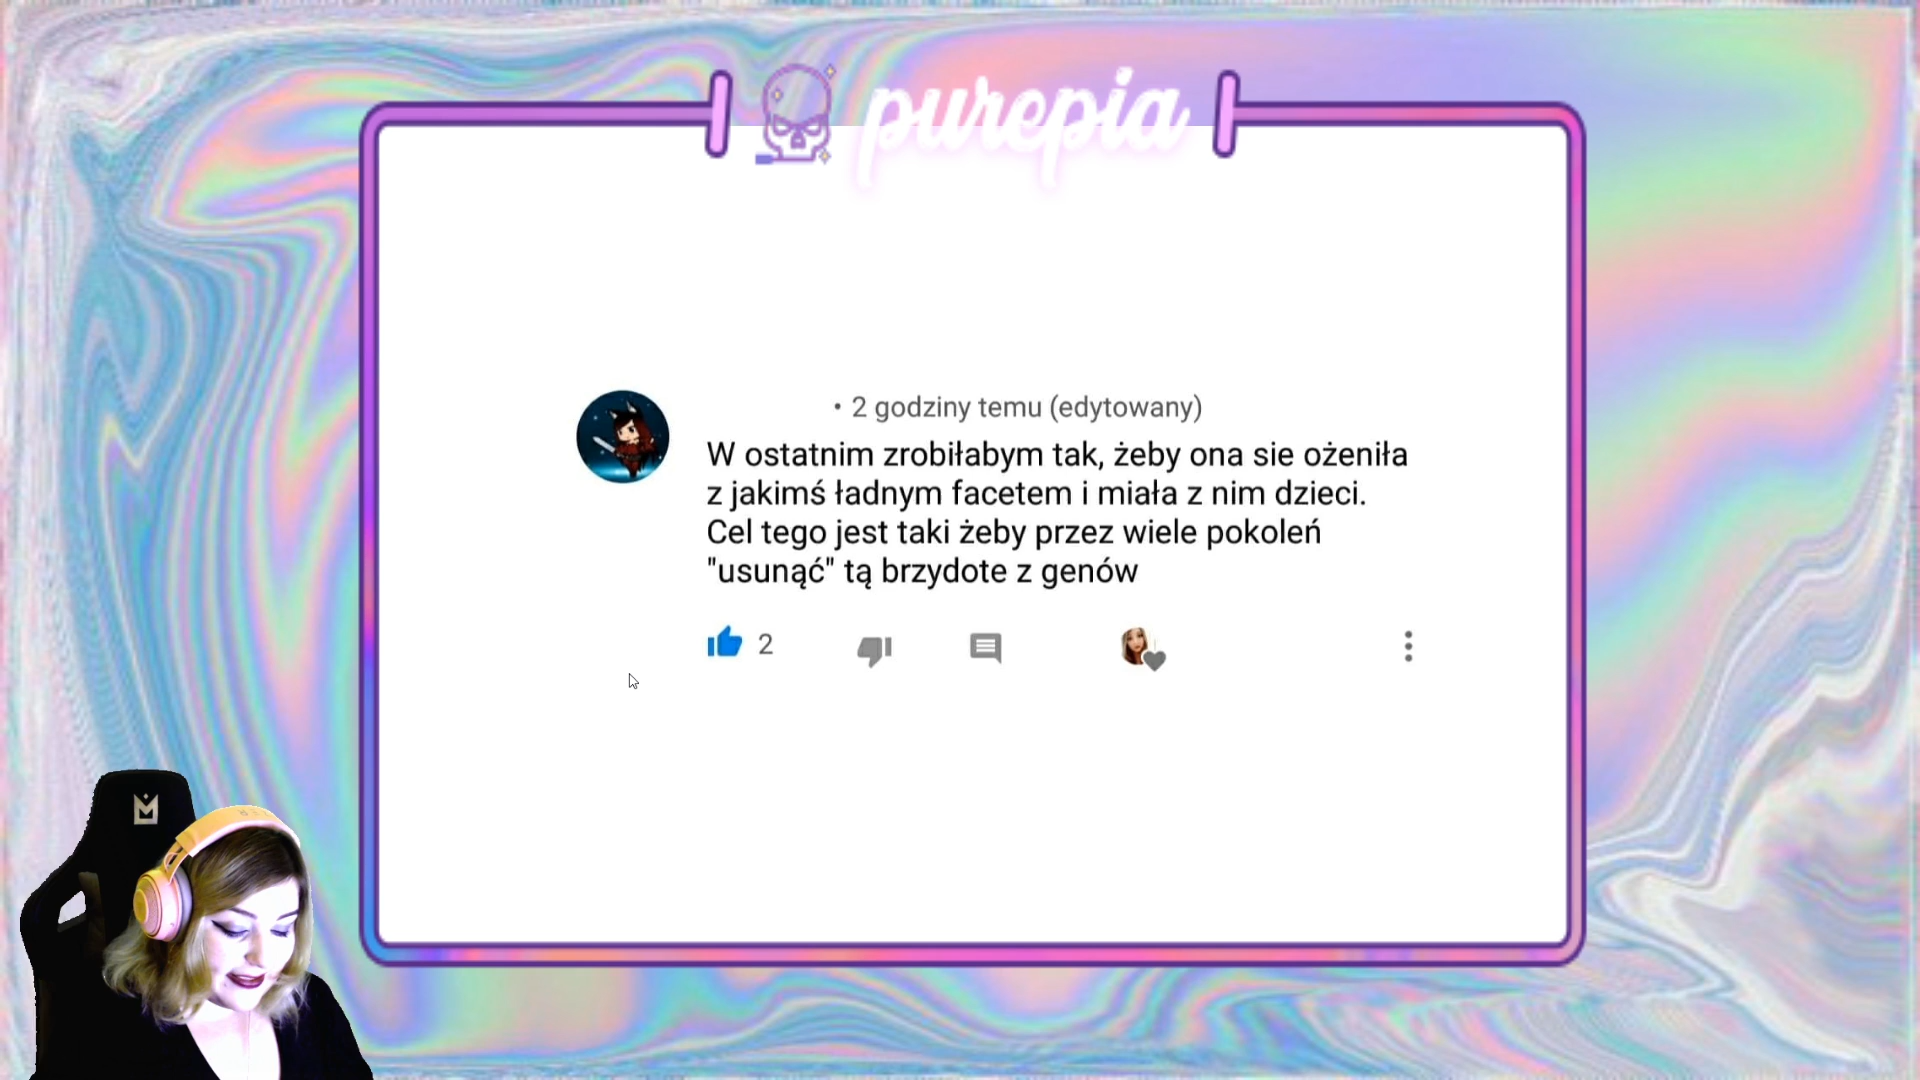 purepia
• 2 godziny temu (edytowany)
W ostatnim zrobiłabym tak, żeby ona sie ożeniła
z jakimś ładnym facetem i miała z nim dzieci.
Cel tego jest taki żeby przez wiele pokoleń
"usunąć" tą brzydote z genów
2